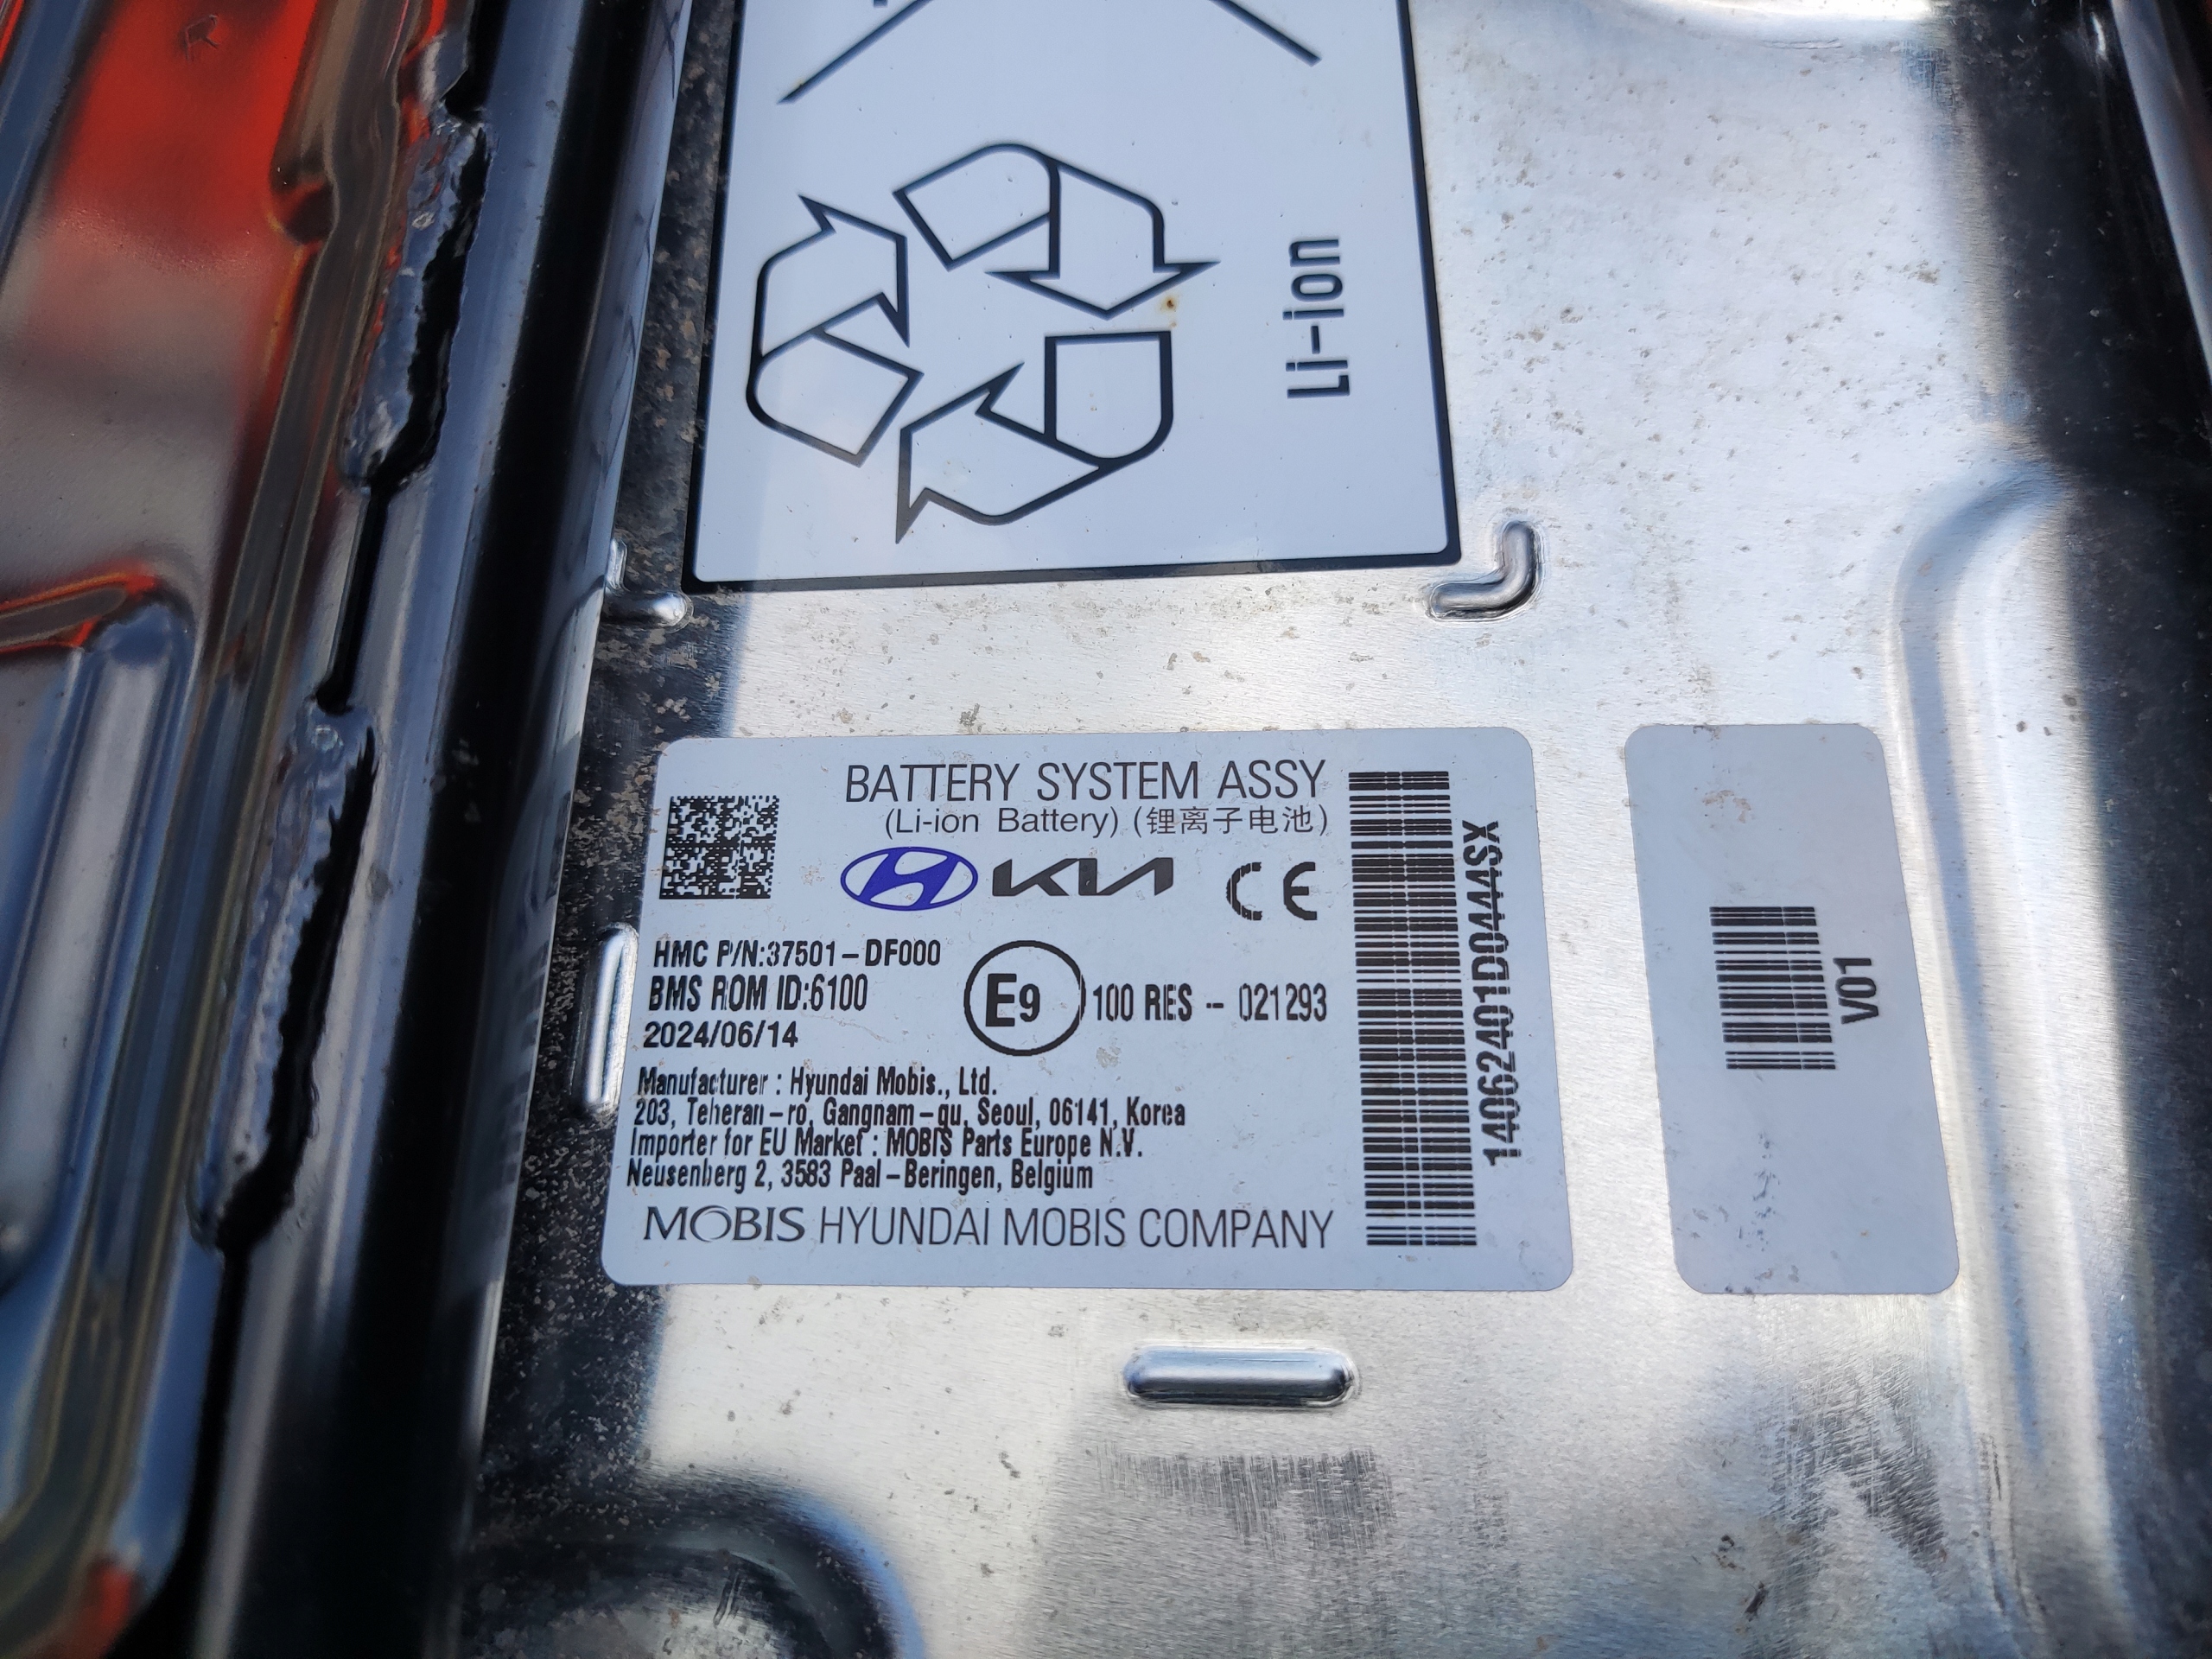 Li-ion
BATTERY SYSTEM ASSY
(Li-ion Battery) (锂离子电池)
KIA CE
HMC P/N:37501-DF000
BMS ROM ID:6100
2024/06/14
E9 100 RES - 021293
Manufacturer : Hyundai Mobis., Ltd.
203, Teheran-ro, Gangnam-gu, Seoul, 06141, Korea
Importer for EU Market : MOBIS Parts Europe N.V.
Neusenberg 2, 3583 Paal-Beringen, Belgium
MOBIS HYUNDAI MOBIS COMPANY
14062401D0444SX
V01